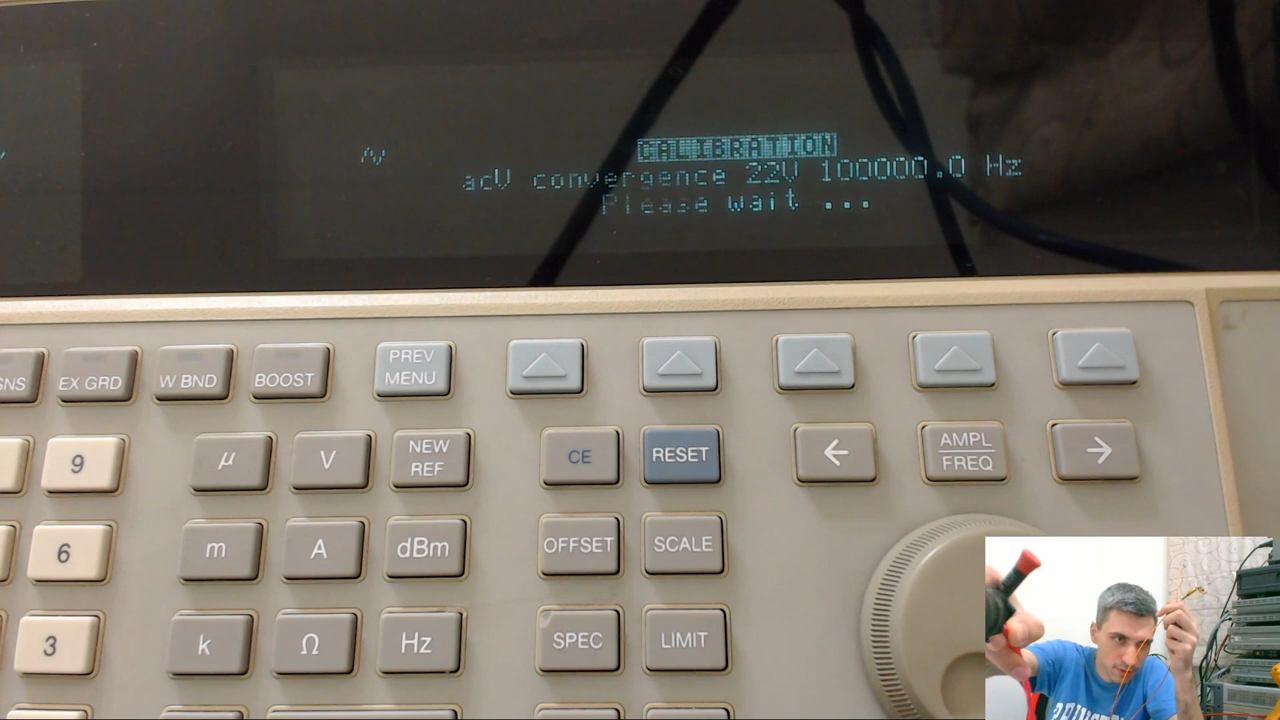 CALIBRATION
acV convergence 22V 100000.0 Hz
Please wait ...
EX GRD
W BND
BOOST
PREV
MENU
9
µ
V
NEW
REF
CE
RESET
←
AMPL
FREQ
→
6
m
A
dBm
OFFSET
SCALE
3
k
Ω
Hz
SPEC
LIMIT